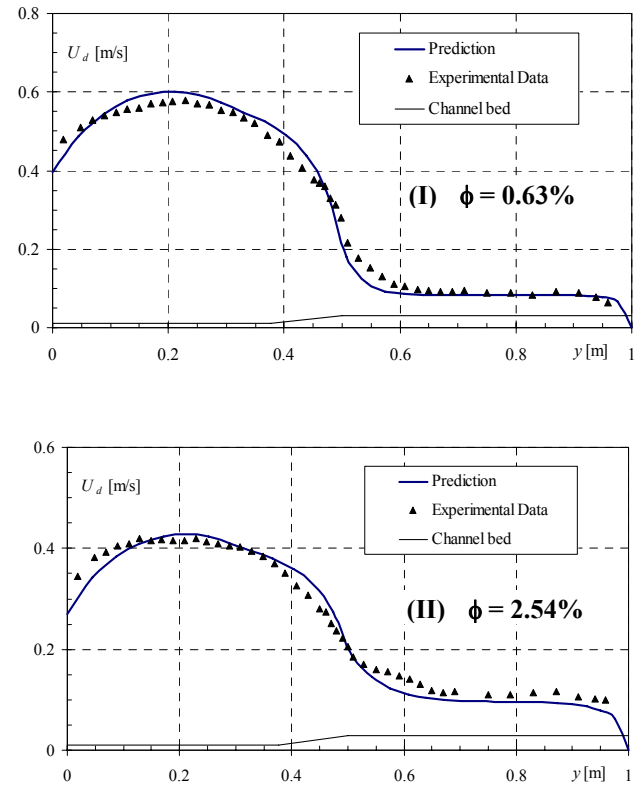 0.8
U_d [m/s]
Prediction
Experimental Data
Channel bed
0.6
0.4
(I) ϕ = 0.63%
0.2
0
0 0.2 0.4 0.6 0.8 1
y [m]
0.6
U_d [m/s]
Prediction
Experimental Data
Channel bed
0.4
(II) ϕ = 2.54%
0.2
0
0 0.2 0.4 0.6 0.8 1
y [m]